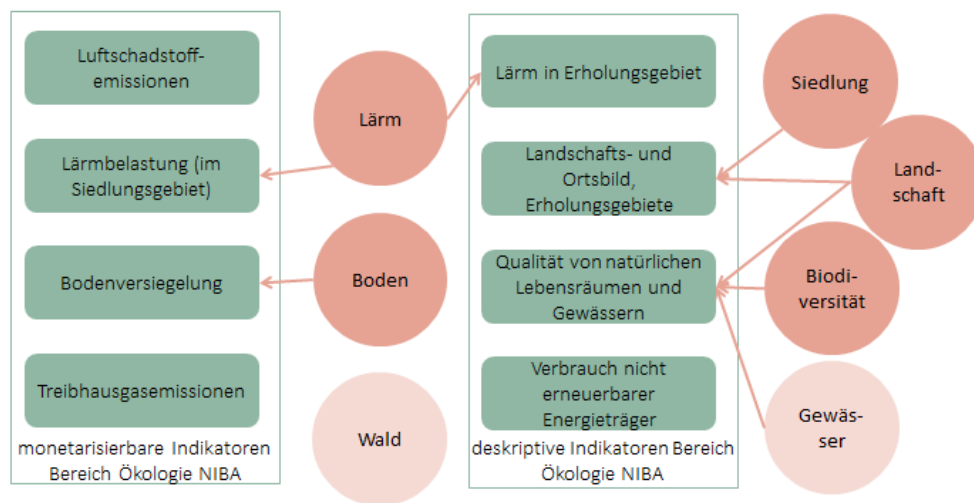 Luftschadstoff-
emissionen
Lärmbelastung (im
Siedlungsgebiet)
Bodenversiegelung
Treibhausgasemissionen
monetarisierbare Indikatoren
Bereich Ökologie NIBA
Lärm
Boden
Wald
Lärm in Erholungsgebiet
Landschafts- und
Ortsbild,
Erholungsgebiete
Qualität von natürlichen
Lebensräumen und
Gewässern
Verbrauch nicht
erneuerbarer
Energieträger
deskriptive Indikatoren Bereich
Ökologie NIBA
Siedlung
Land-
schaft
Biodi-
versität
Gewäs-
ser